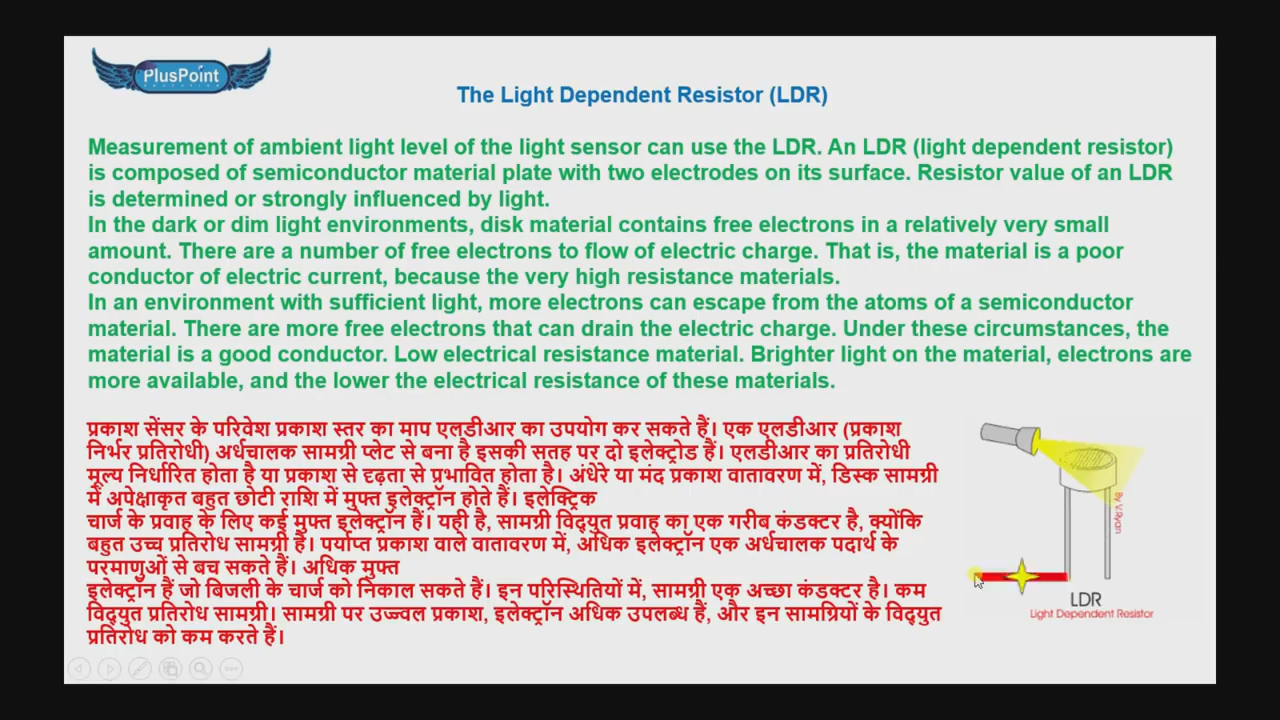 PlusPoint
The Light Dependent Resistor (LDR)
Measurement of ambient light level of the light sensor can use the LDR. An LDR (light dependent resistor)
is composed of semiconductor material plate with two electrodes on its surface. Resistor value of an LDR
is determined or strongly influenced by light.
In the dark or dim light environments, disk material contains free electrons in a relatively very small
amount. There are a number of free electrons to flow of electric charge. That is, the material is a poor
conductor of electric current, because the very high resistance materials.
In an environment with sufficient light, more electrons can escape from the atoms of a semiconductor
material. There are more free electrons that can drain the electric charge. Under these circumstances, the
material is a good conductor. Low electrical resistance material. Brighter light on the material, electrons are
more available, and the lower the electrical resistance of these materials.
प्रकाश सेंसर के परिवेश प्रकाश स्तर का माप एलडीआर का उपयोग कर सकते हैं। एक एलडीआर (प्रकाश
निर्भर प्रतिरोधी) अर्धचालक सामग्री प्लेट से बना है इसकी सतह पर दो इलेक्ट्रोड हैं। एलडीआर का प्रतिरोधी
मूल्य निर्धारित होता है या प्रकाश से दृढ़ता से प्रभावित होता है। अंधेरे या मंद प्रकाश वातावरण में, डिस्क सामग्री
में अपेक्षाकृत बहुत छोटी राशि में मुफ्त इलेक्ट्रॉन होते हैं। इलेक्ट्रिक
चार्ज के प्रवाह के लिए कई मुफ्त इलेक्ट्रॉन हैं। यही है, सामग्री विद्युत प्रवाह का एक गरीब कंडक्टर है, क्योंकि
बहुत उच्च प्रतिरोध सामग्री है। पर्याप्त प्रकाश वाले वातावरण में, अधिक इलेक्ट्रॉन एक अर्धचालक पदार्थ के
परमाणुओं से बच सकते हैं। अधिक मुफ्त
इलेक्ट्रॉन हैं जो बिजली के चार्ज को निकाल सकते हैं। इन परिस्थितियों में, सामग्री एक अच्छा कंडक्टर है। कम
विद्युत प्रतिरोध सामग्री। सामग्री पर उज्ज्वल प्रकाश, इलेक्ट्रॉन अधिक उपलब्ध हैं, और इन सामग्रियों के विद्युत
प्रतिरोध को कम करते हैं।
By V.Ryan
LDR
Light Dependent Resistor